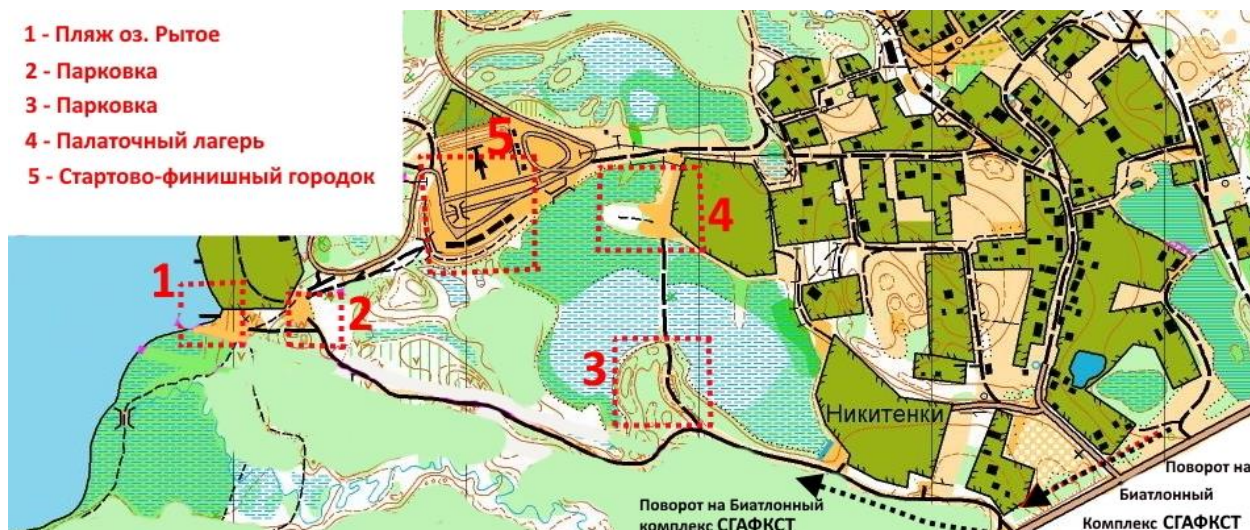 1 - Пляж оз. Рытое
2 - Парковка
3 - Парковка
4 - Палаточный лагерь
5 - Стартово-финишный городок
5
4
1
2
3
Никитенки
Поворот на
Биатлонный
Комплекс СГАФКСТ
Поворот на Биатлонный
комплекс СГАФКСТ